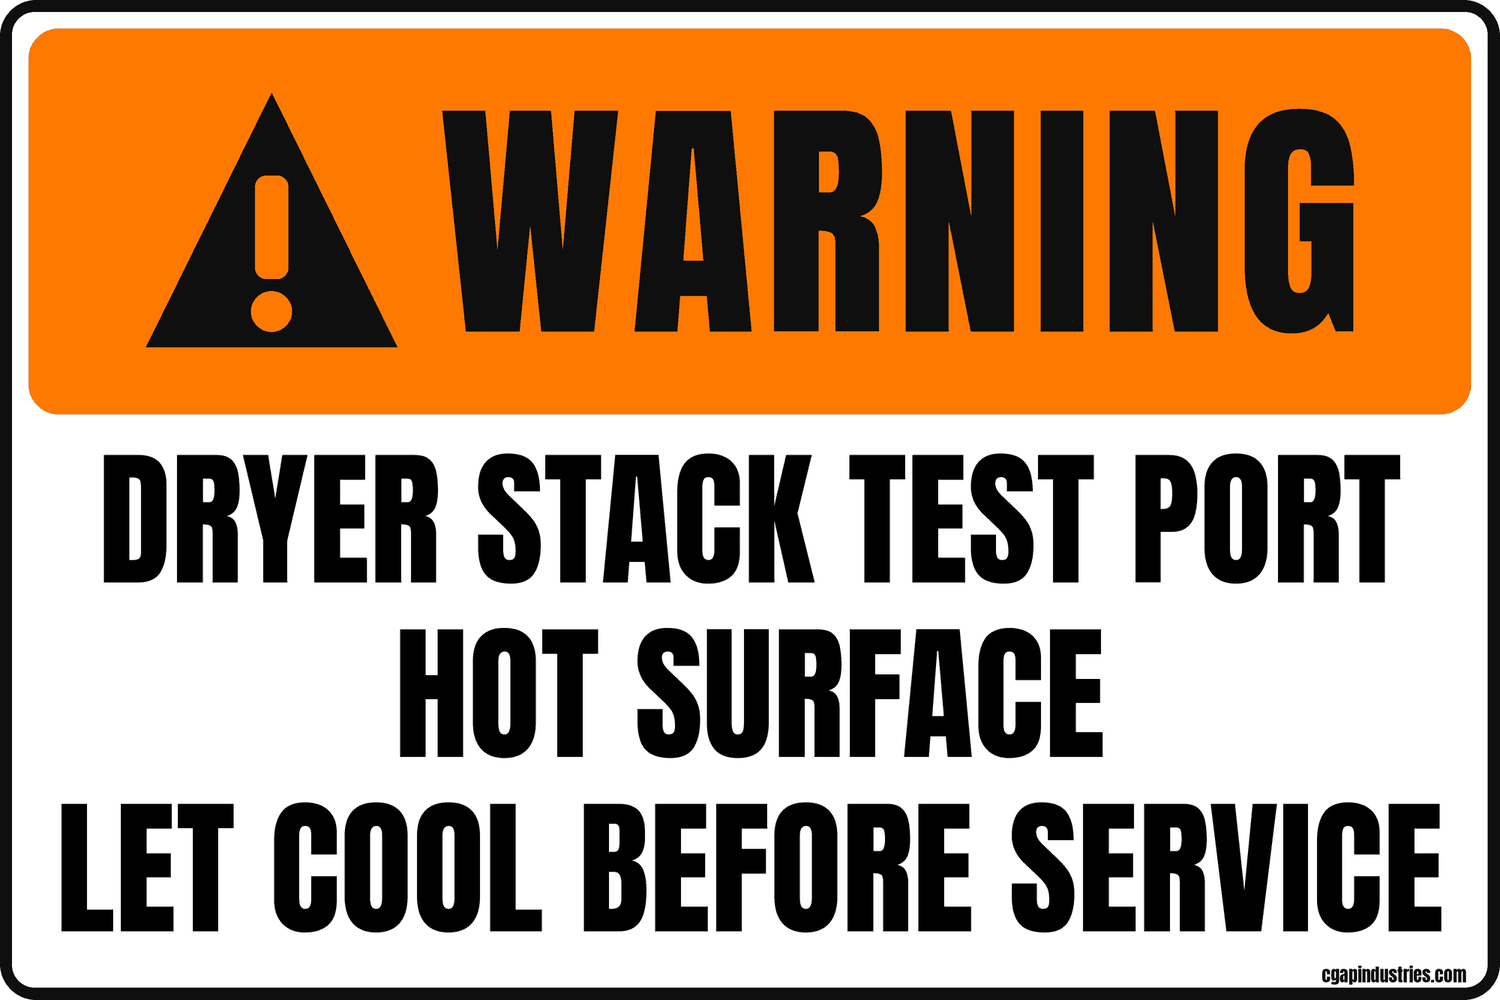 WARNING
DRYER STACK TEST PORT
HOT SURFACE
LET COOL BEFORE SERVICE
cgapindustries.com